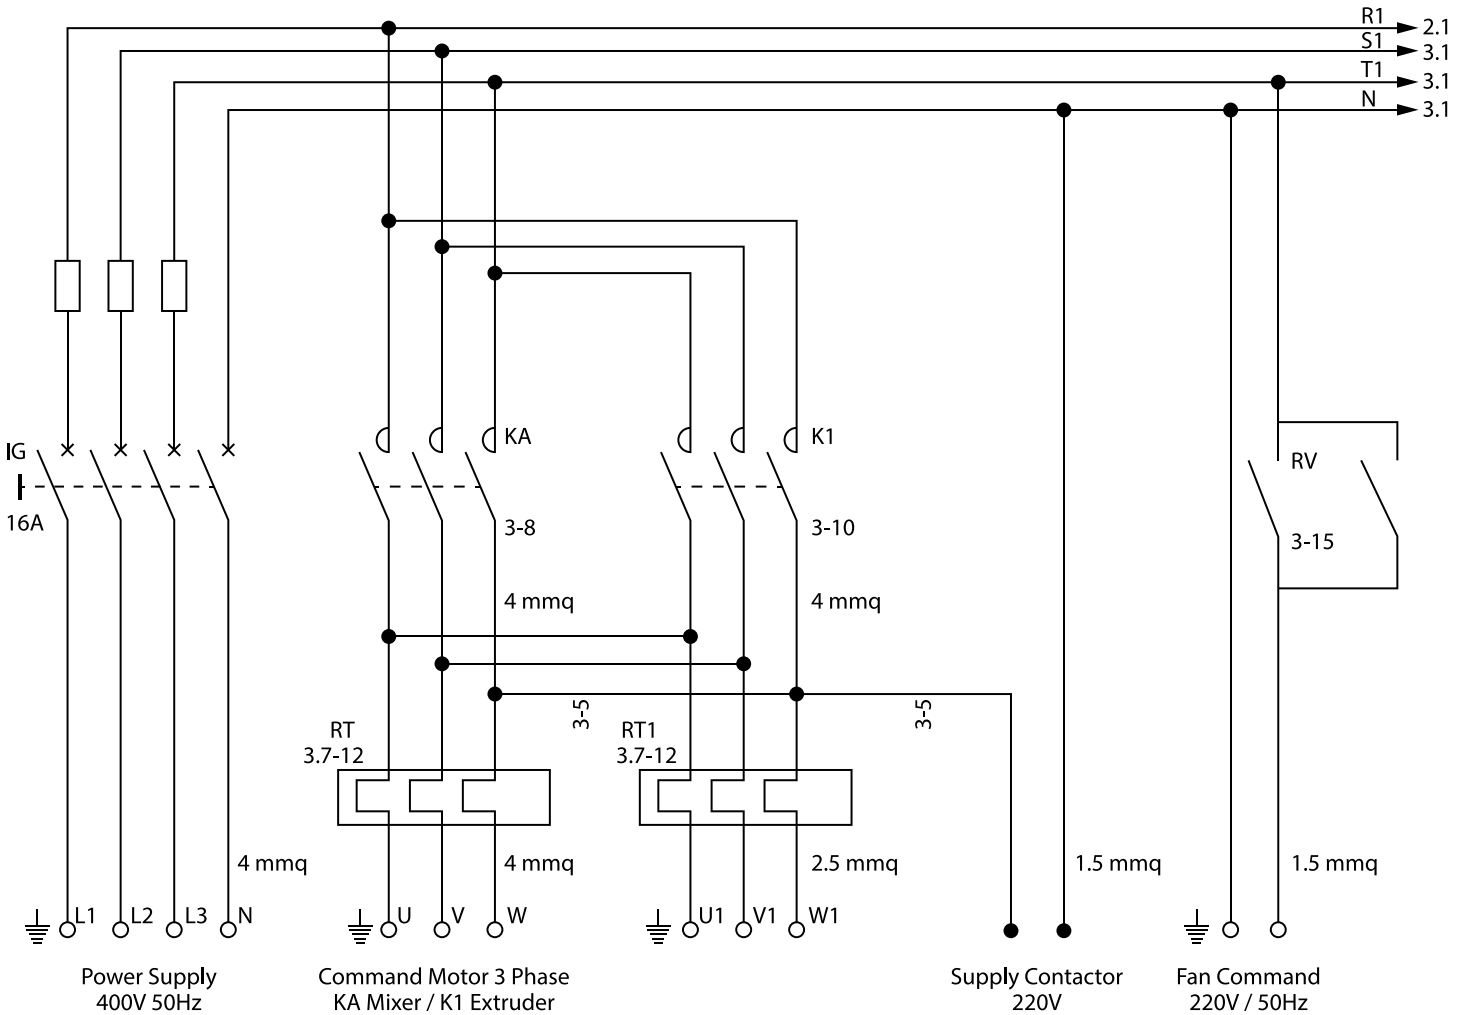 R1
2.1
S1
3.1
T1
3.1
N
3.1
IG
16A
KA
3-8
4 mmq
K1
3-10
4 mmq
RV
3-15
3-5
3-5
RT
3.7-12
RT1
3.7-12
4 mmq
4 mmq
2.5 mmq
1.5 mmq
1.5 mmq
L1
L2
L3
N
U
V
W
U1
V1
W1
Power Supply
400V 50Hz
Command Motor 3 Phase
KA Mixer / K1 Extruder
Supply Contactor
220V
Fan Command
220V / 50Hz